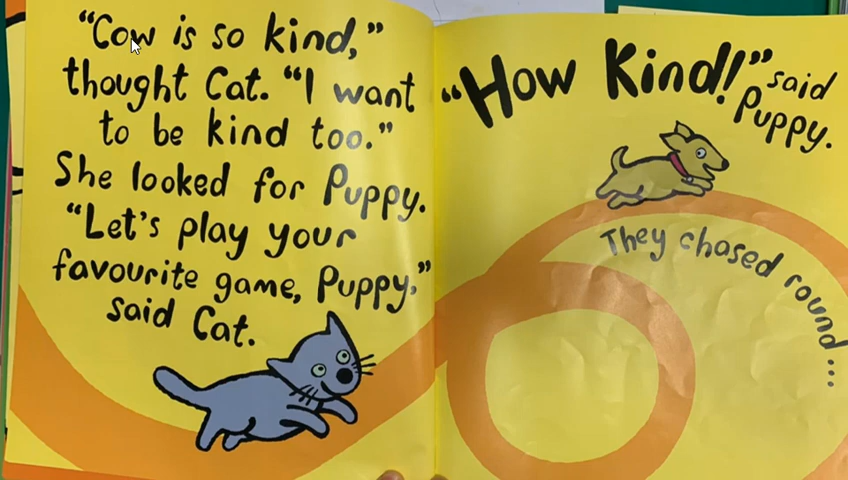 "Cow is so kind,"
thought Cat. "I want
to be kind too."
She looked for Puppy.
"Let's play your
favourite game, Puppy,"
said Cat.
"How Kind!" said
Puppy.
They chased round...